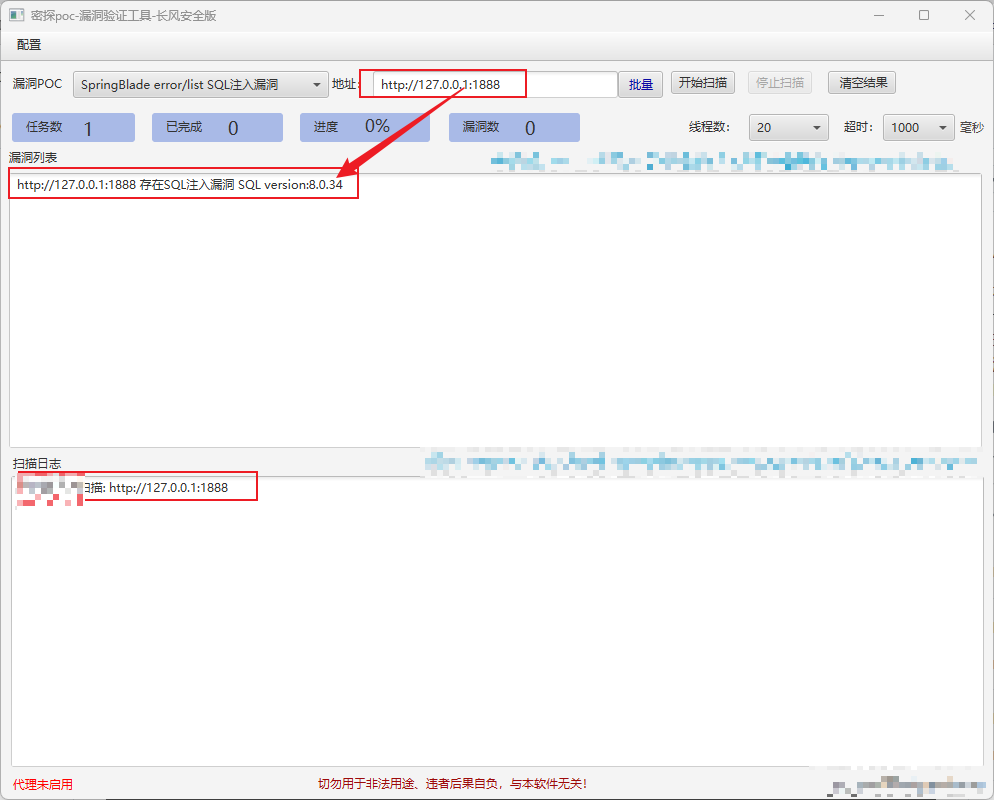 密探poc-漏洞验证工具-长风安全版
配置
漏洞POC SpringBlade error/list SQL注入漏洞 地址: http://127.0.0.1:1888 批量 开始扫描 停止扫描 清空结果
任务数 1 已完成 0 进度 0% 漏洞数 0 线程数: 20 超时: 1000 毫秒
漏洞列表
http://127.0.0.1:1888 存在SQL注入漏洞 SQL version:8.0.34
扫描日志
描: http://127.0.0.1:1888
代理未启用 切勿用于非法用途、违者后果自负，与本软件无关!